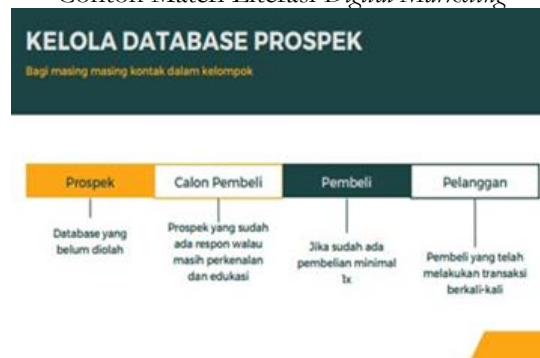 Contoh Materi Literasi Digital Marketing
KELOLA DATABASE PROSPEK
Bagi masing masing kontak dalam kelompok
Prospek
Database yang
belum diolah
Calon Pembeli
Prospek yang sudah
ada respon walau
masih perkenalan
dan edukasi
Pembeli
Jika sudah ada
pembelian minimal
1x
Pelanggan
Pembeli yang telah
melakukan transaksi
berkali-kali